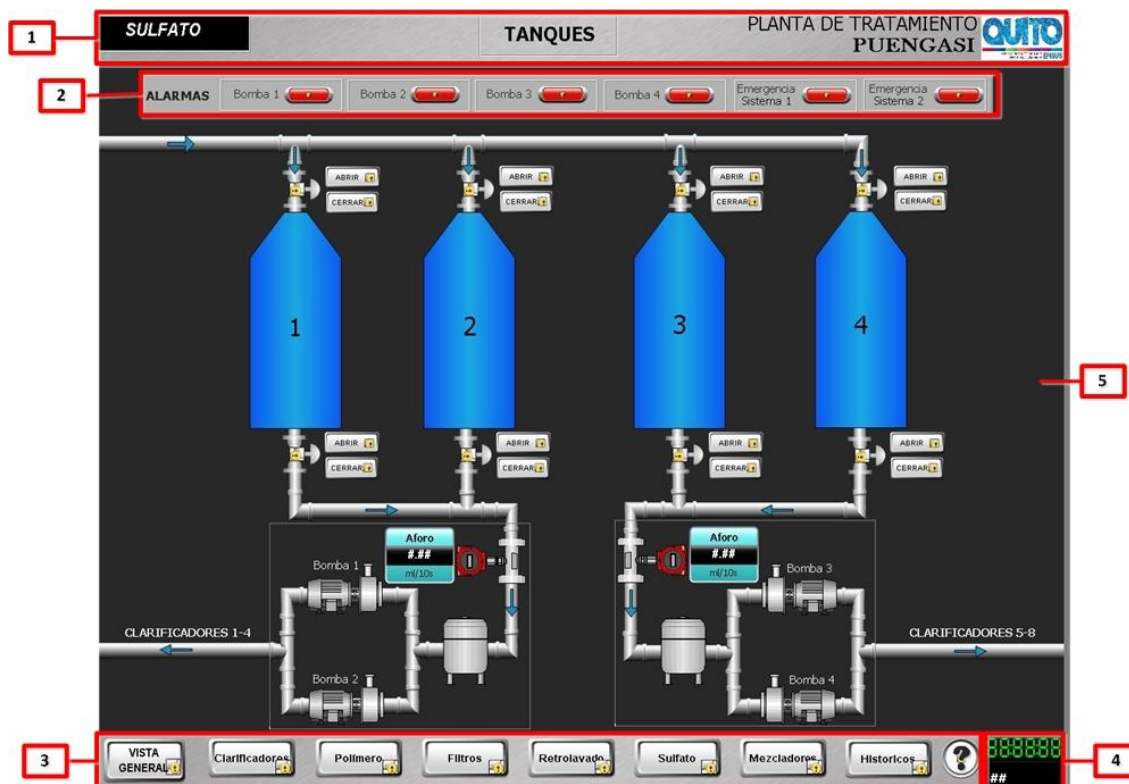 1
SULFATO
TANQUES
PLANTA DE TRATAMIENTO
PUENGASI
QUITO
2
ALARMAS
Bomba 1
Bomba 2
Bomba 3
Bomba 4
Emergencia
Sistema 1
Emergencia
Sistema 2
ABRIR
CERRAR
ABRIR
CERRAR
ABRIR
CERRAR
ABRIR
CERRAR
1
2
3
4
5
ABRIR
CERRAR
ABRIR
CERRAR
ABRIR
CERRAR
ABRIR
CERRAR
Aforo
#.##
ml/10s
Aforo
#.##
ml/10s
Bomba 1
Bomba 3
CLARIFICADORES 1-4
CLARIFICADORES 5-8
Bomba 2
Bomba 4
3
VISTA
GENERAL
Clarificadores
Polímero
Filtros
Retrolavado
Sulfato
Mezcladores
Historicos
?
##
4